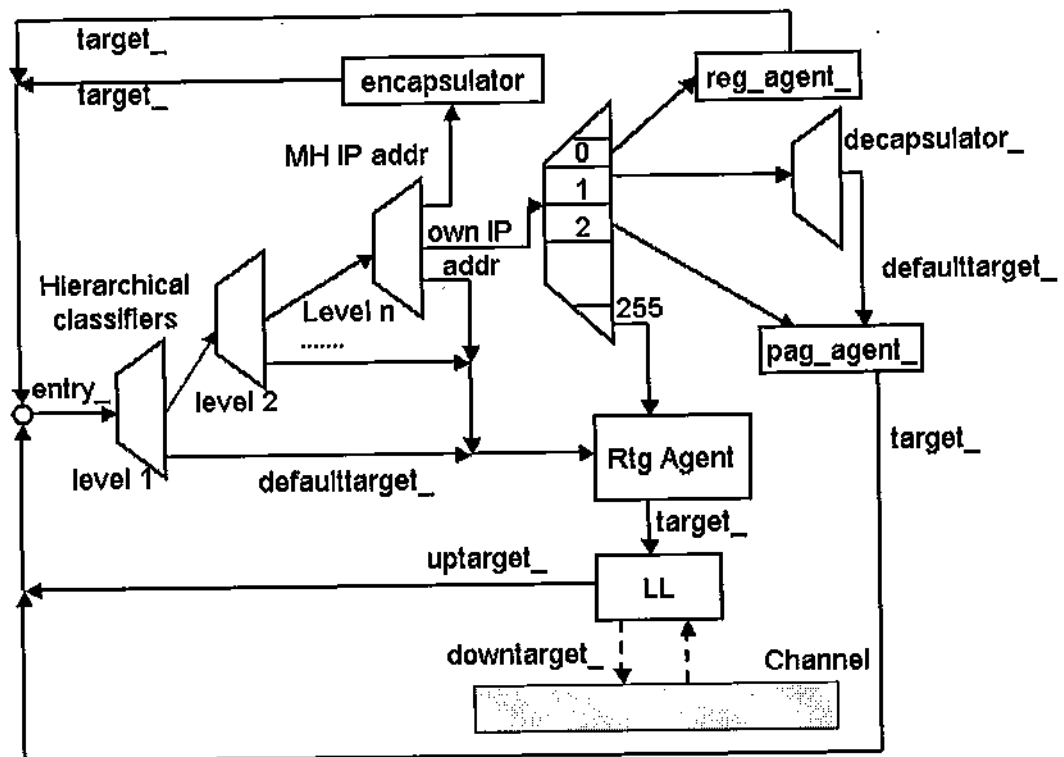 target_
reg_agent_
target_
encapsulator
decapsulator_
MH IP addr
0
1
2
255
own IP
addr
defaulttarget_
Hierarchical
classifiers
Level n
.......
pag_agent_
entry_
level 2
level 1
defaulttarget_
Rtg Agent
target_
target_
uptarget_
LL
downtarget_
Channel